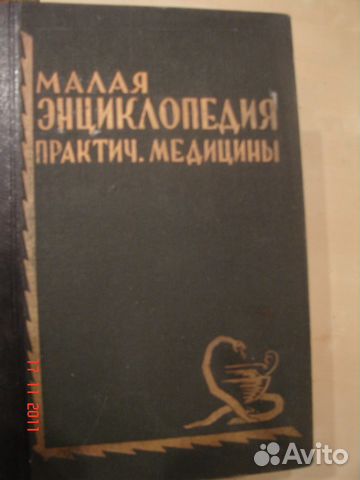 МАЛАЯ
ЭНЦИКЛОПЕДИЯ
ПРАКТИЧ. МЕДИЦИНЫ
17 11 2011
Avito